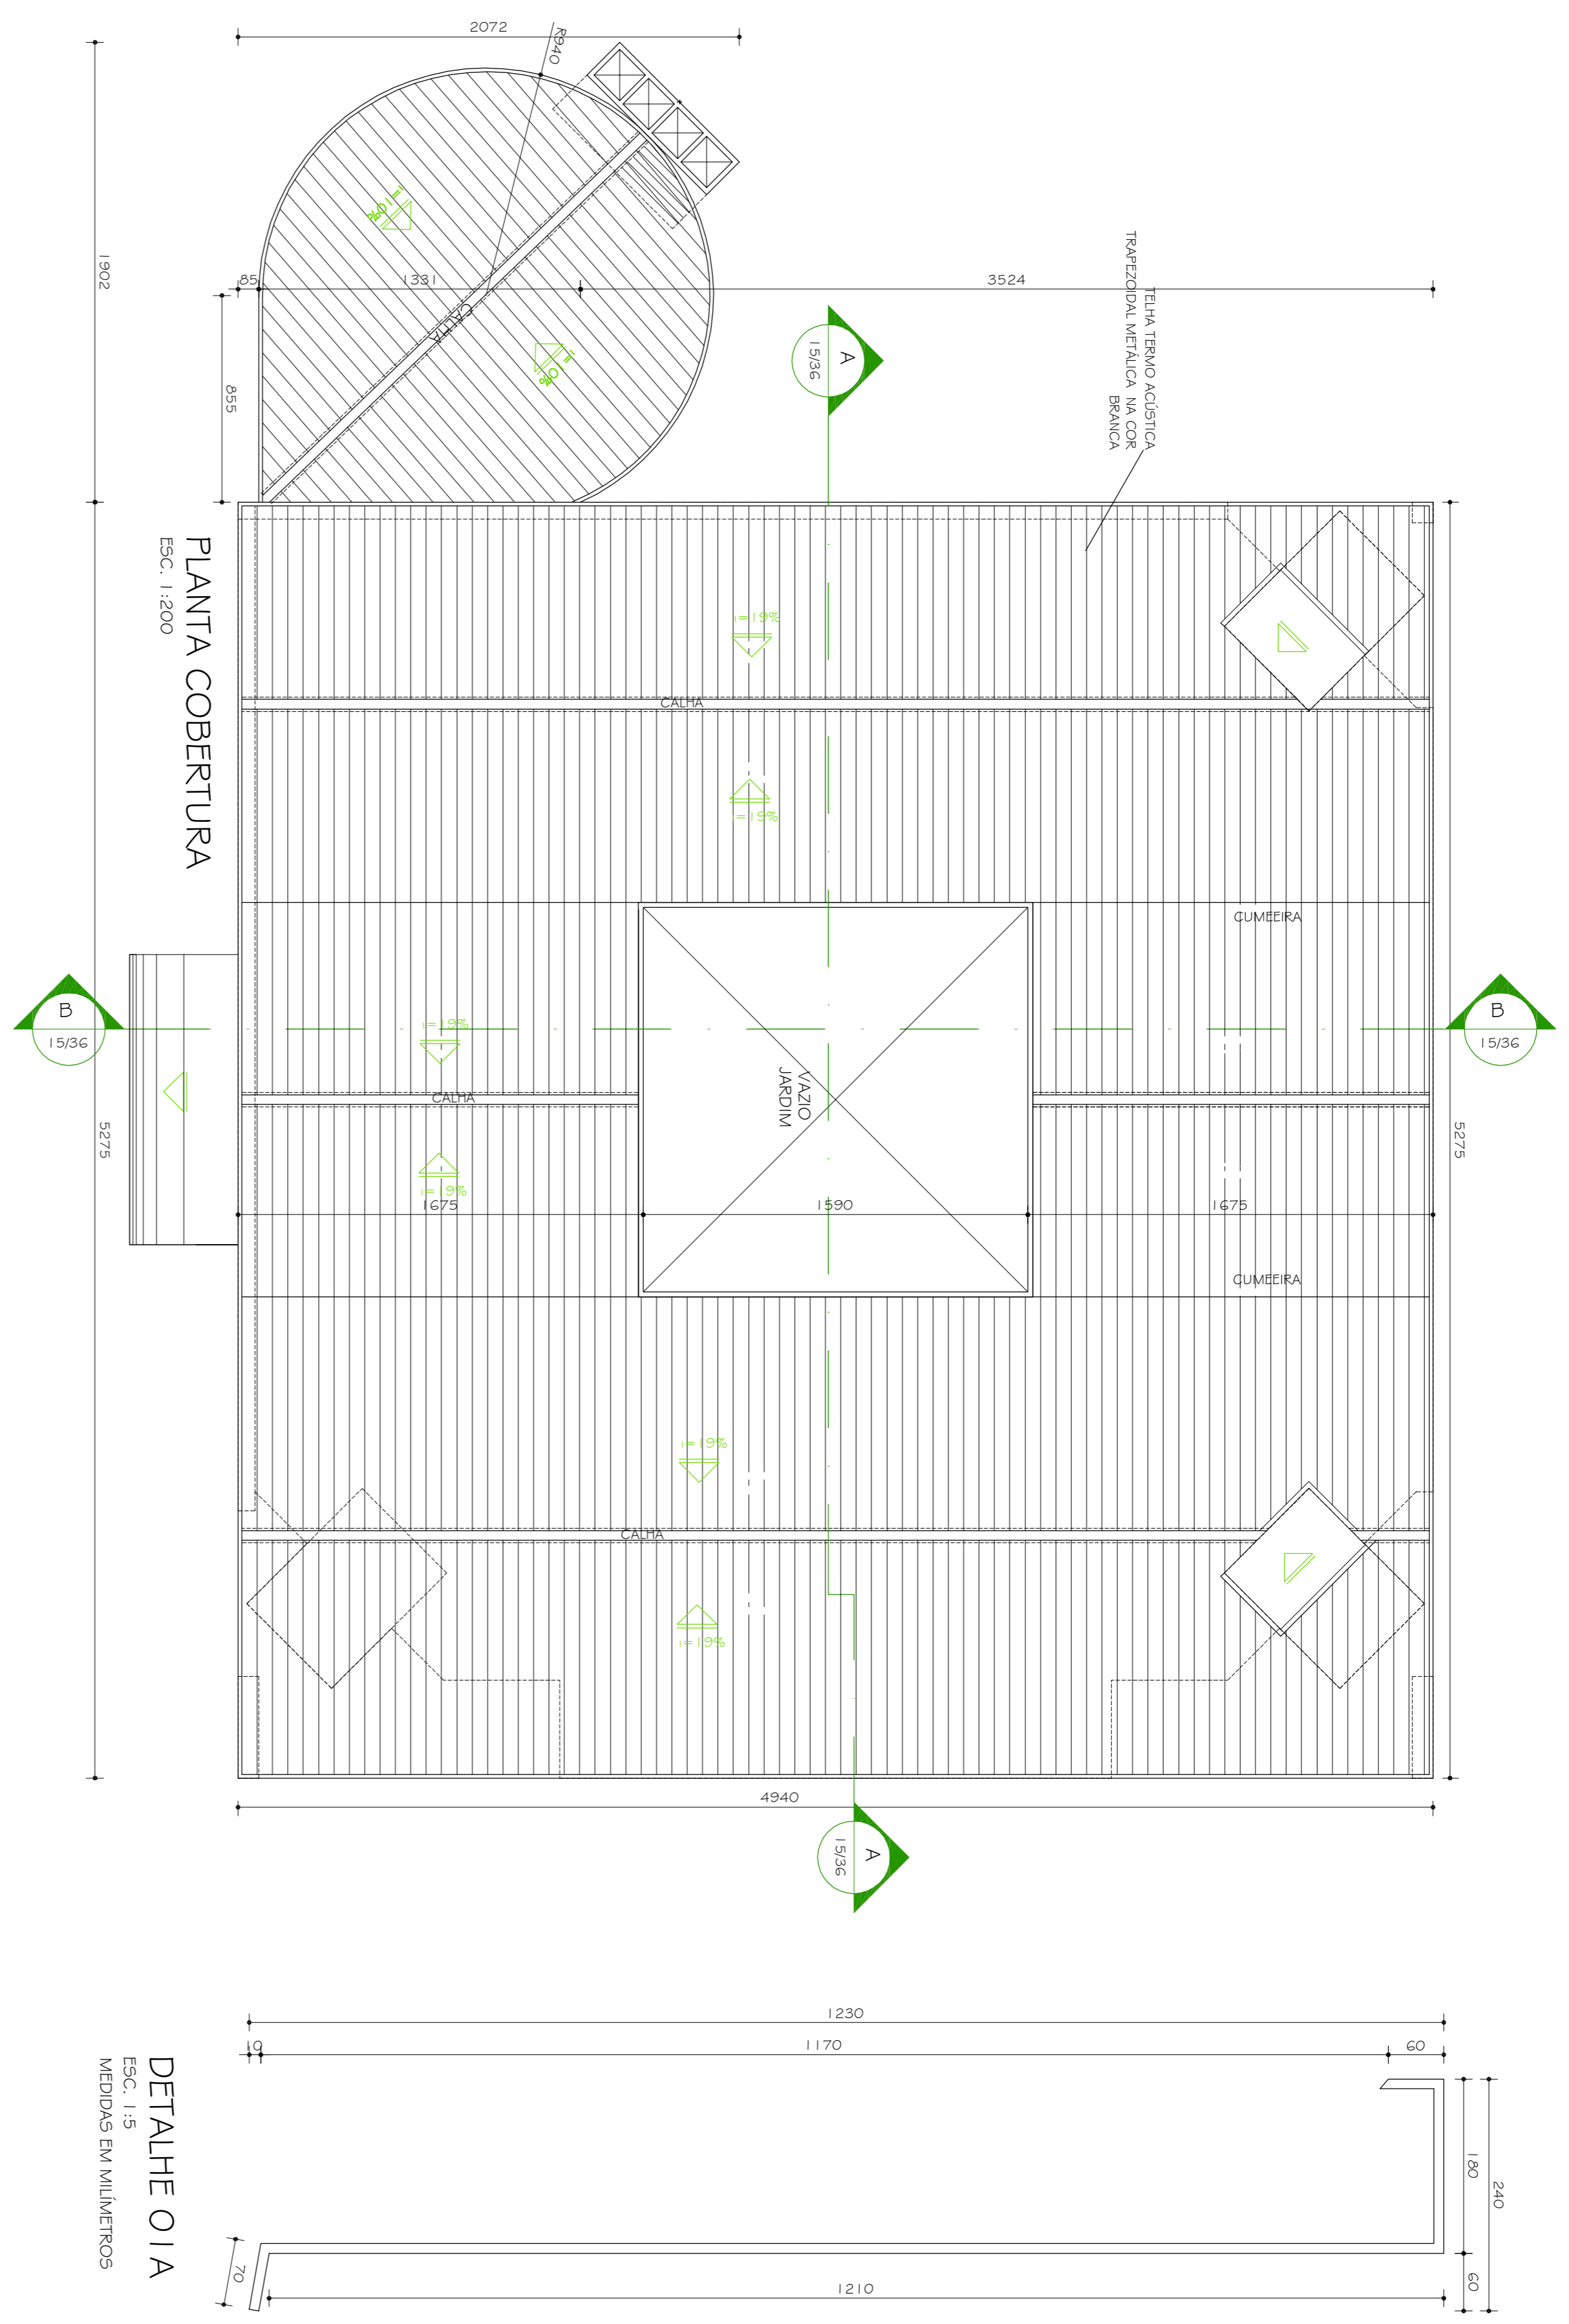 2072
R940
1902
85
1331
3524
855
A
15/36
TELHA TERMO ACÚSTICA
TRAPEZOIDAL METÁLICA NA COR
BRANCA
i=10%
i=10%
CALHA
PLANTA COBERTURA
ESC. 1:200
i=19%
CALHA
i=19%
CUMEEIRA
B
15/36
B
15/36
i=19%
CALHA
i=19%
VAZIO
JARDIM
5275
5275
1675
1590
1675
CUMEEIRA
i=19%
CALHA
i=19%
4940
A
15/36
1230
10
1170
60
180
240
60
70
1210
DETALHE 01A
ESC. 1:5
MEDIDAS EM MILÍMETROS